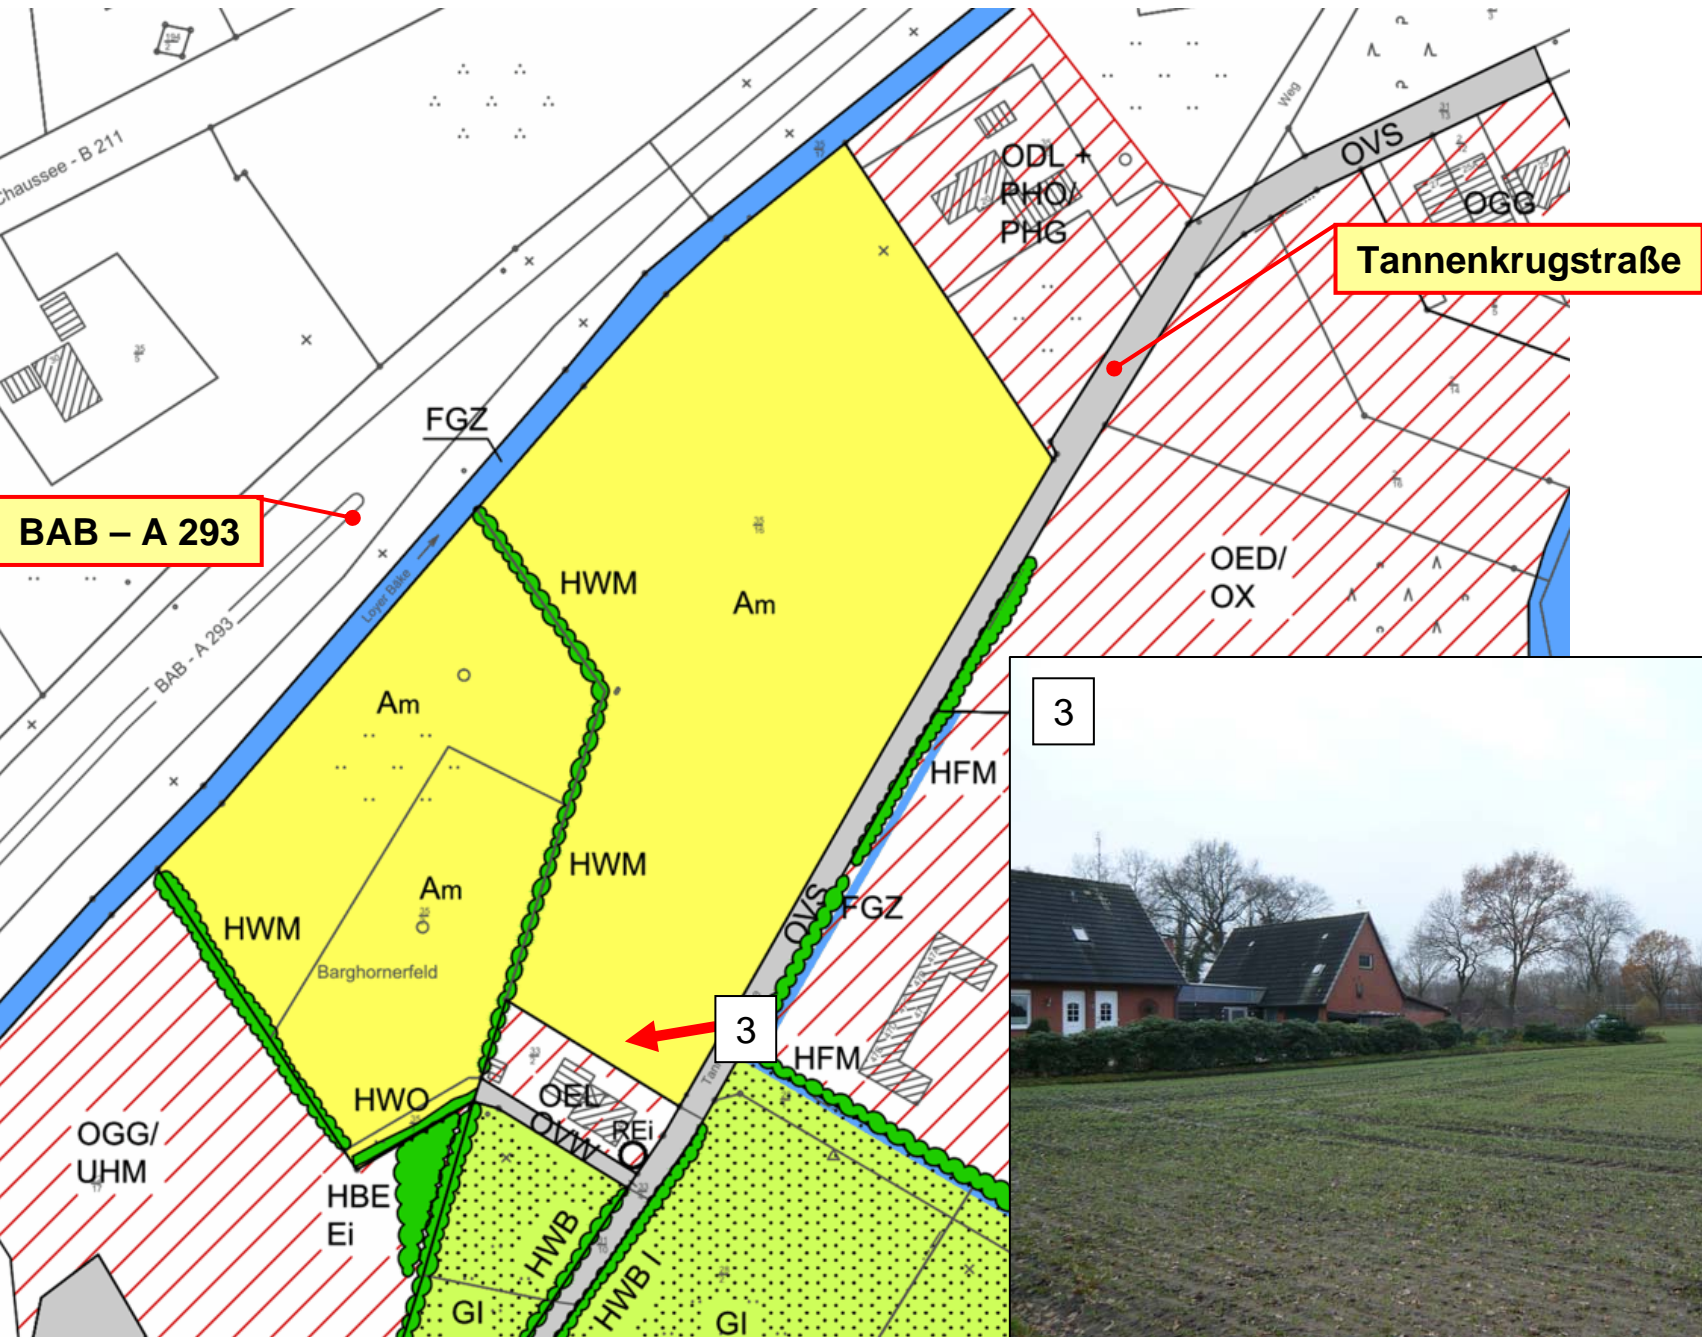 Chaussee - B 211
Weg
OVS
ODL +
PHO/
PHG
OGG
Tannenkrugstraße
FGZ
BAB – A 293
HWM
Am
OED/
OX
Loyer Bäke
BAB - A 293
Am
3
HFM
HWM
Am
HWM
OVS
FGZ
Barghornerfeld
3
HFM
HWO
OEL
OVW
REi
OGG/
UHM
HBE
Ei
HWB
HWB I
GI
GI